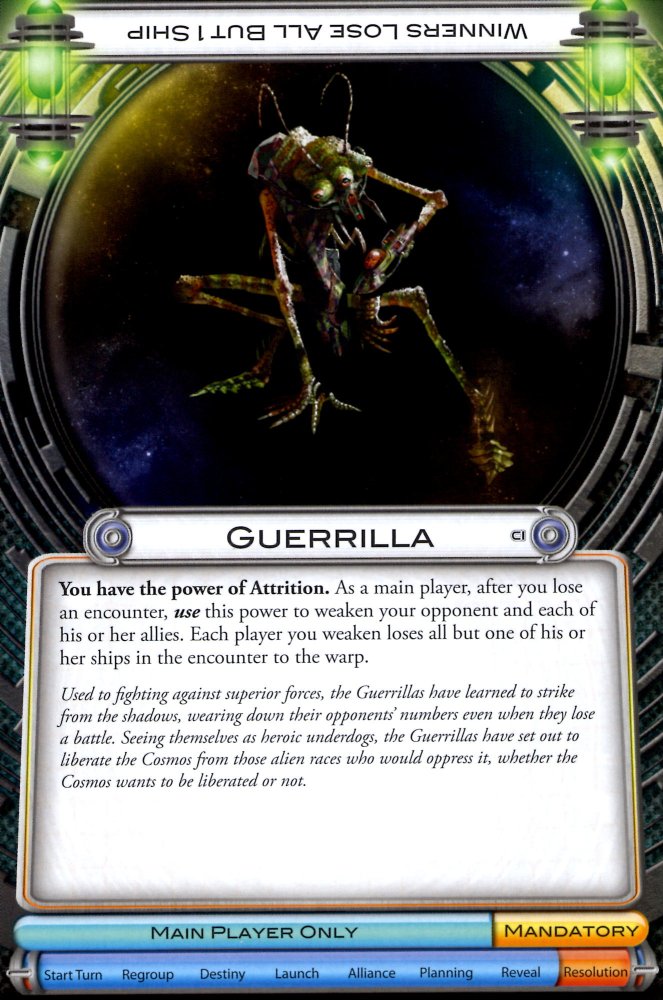 WINNERS LOSE ALL BUT 1 SHIP
GUERRILLA CI
You have the power of Attrition. As a main player, after you lose
an encounter, use this power to weaken your opponent and each of
his or her allies. Each player you weaken loses all but one of his or
her ships in the encounter to the warp.
Used to fighting against superior forces, the Guerrillas have learned to strike
from the shadows, wearing down their opponents' numbers even when they lose
a battle. Seeing themselves as heroic underdogs, the Guerrillas have set out to
liberate the Cosmos from those alien races who would oppress it, whether the
Cosmos wants to be liberated or not.
MAIN PLAYER ONLY MANDATORY
Start Turn Regroup Destiny Launch Alliance Planning Reveal Resolution